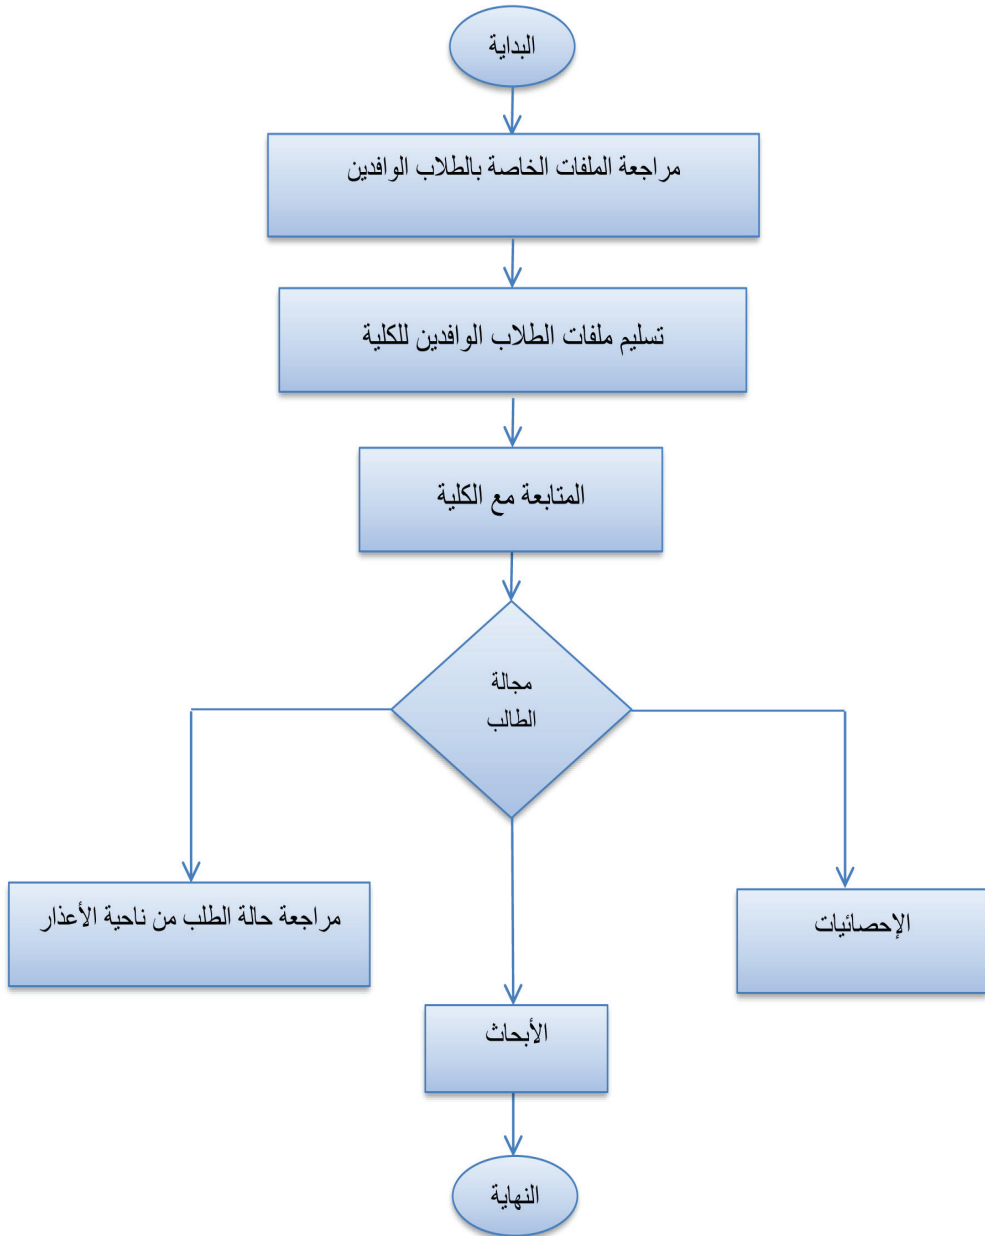 البداية
مراجعة الملفات الخاصة بالطلاب الوافدين
تسليم ملفات الطلاب الوافدين للكلية
المتابعة مع الكلية
مجالة
الطالب
الإحصائيات
مراجعة حالة الطلب من ناحية الأعذار
الأبحاث
النهاية